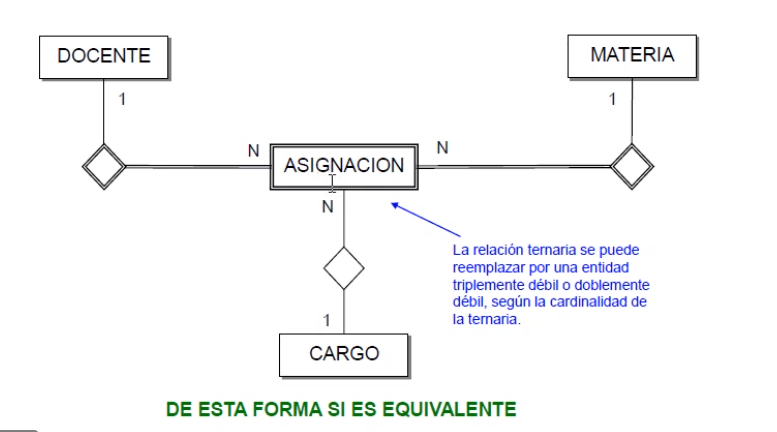 DOCENTE
MATERIA
1
1
N
N
ASIGNACION
N
La relación ternaria se puede
reemplazar por una entidad
triplemente débil o doblemente
débil, según la cardinalidad de
la ternaria.
1
CARGO
DE ESTA FORMA SI ES EQUIVALENTE